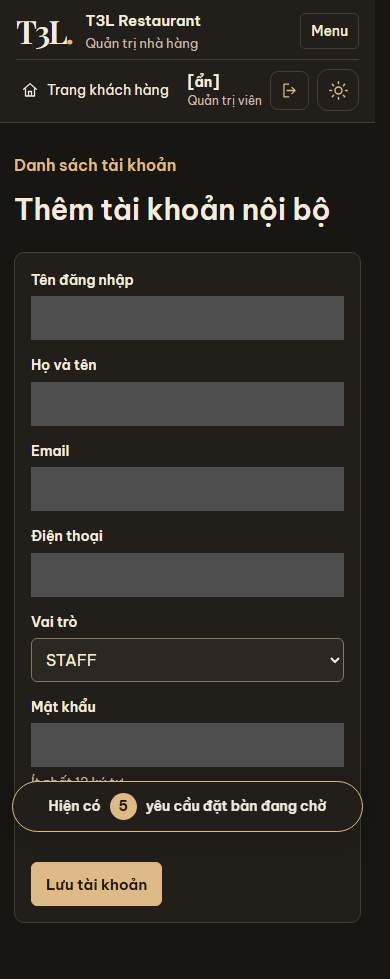 T3L.
T3L Restaurant
Quản trị nhà hàng
Menu
Trang khách hàng
[ẩn]
Quản trị viên
Danh sách tài khoản
Thêm tài khoản nội bộ
Tên đăng nhập
Họ và tên
Email
Điện thoại
Vai trò
STAFF
Mật khẩu
Hiện có 5 yêu cầu đặt bàn đang chờ
Lưu tài khoản